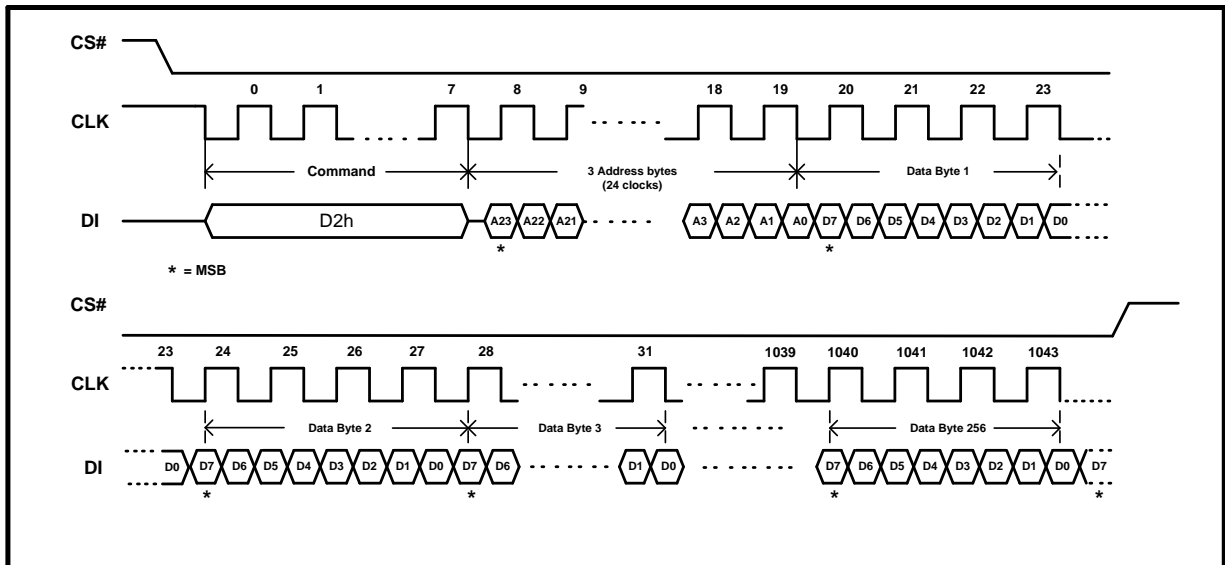 CS#
0 1 7 8 9 18 19 20 21 22 23
CLK
Command 3 Address bytes Data Byte 1
(24 clocks)
DI D2h A23 A22 A21 A3 A2 A1 A0 D7 D6 D5 D4 D3 D2 D1 D0
* *
* = MSB
CS#
23 24 25 26 27 28 31 1039 1040 1041 1042 1043
CLK
Data Byte 2 Data Byte 3 Data Byte 256
DI D0 D7 D6 D5 D4 D3 D2 D1 D0 D7 D6 D1 D0 D7 D6 D5 D4 D3 D2 D1 D0 D7
* * * *